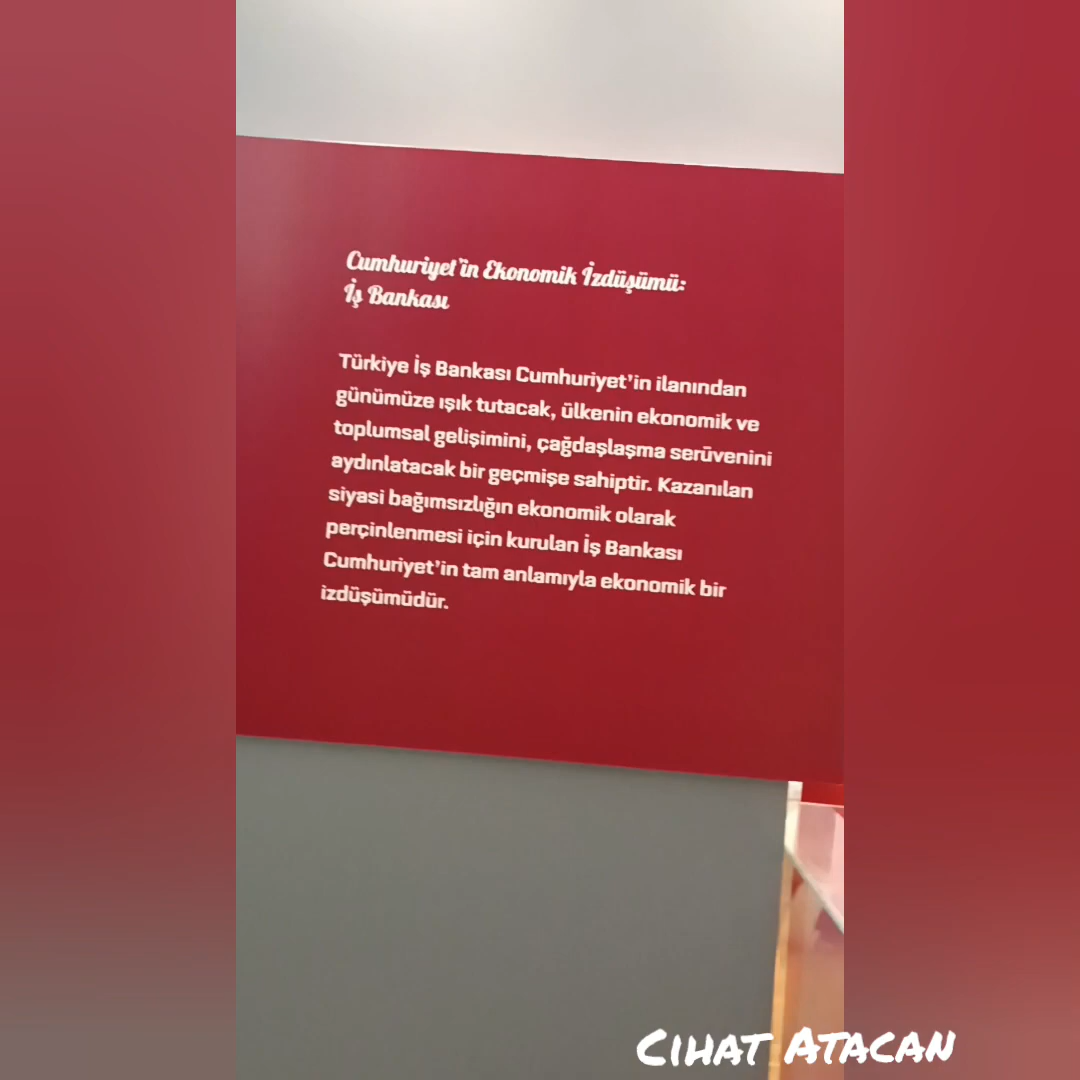 Cumhuriyet'in Ekonomik İzdüşümü:
İş Bankası
Türkiye İş Bankası Cumhuriyet'in ilanından
günümüze ışık tutacak, ülkenin ekonomik ve
toplumsal gelişimini, çağdaşlaşma serüvenini
aydınlatacak bir geçmişe sahiptir. Kazanılan
siyasi bağımsızlığın ekonomik olarak
perçinlenmesi için kurulan İş Bankası
Cumhuriyet'in tam anlamıyla ekonomik bir
izdüşümüdür.
CIHAT ATACAN